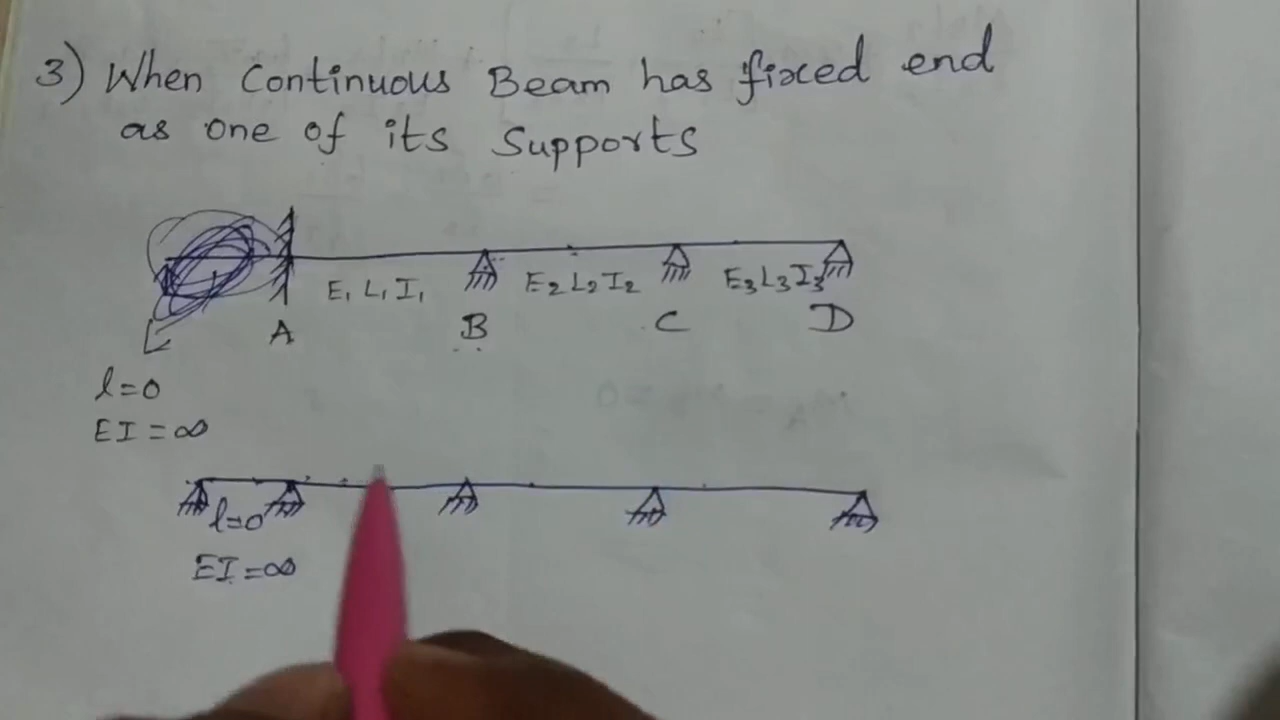 3) When Continuous Beam has fixed end
as one of its Supports
E₁ L₁ I₁ E₂ L₂ I₂ E₃ L₃ I₃
A B C D
l=0
EI=∞
l=0
EI=∞